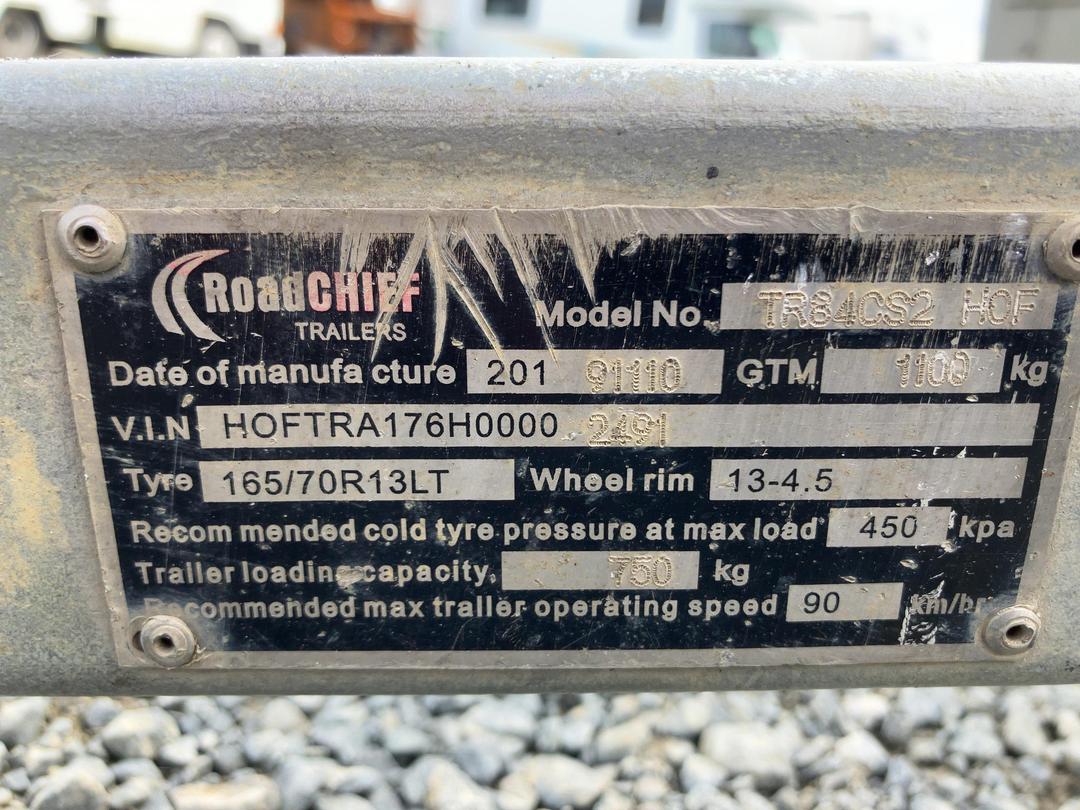 RoadCHIEF
TRAILERS
Model No. TR84CS2 HOF
Date of manufa cture 201 91110 GTM 1100 kg
V.I.N HOFTRA176H0000 2491
Tyre 165/70R13LT Wheel rim 13-4.5
Recom mended cold tyre pressure at max load 450 kpa
Trailer loading capacity. 750 kg
Recommended max trailer operating speed 90 km/hr